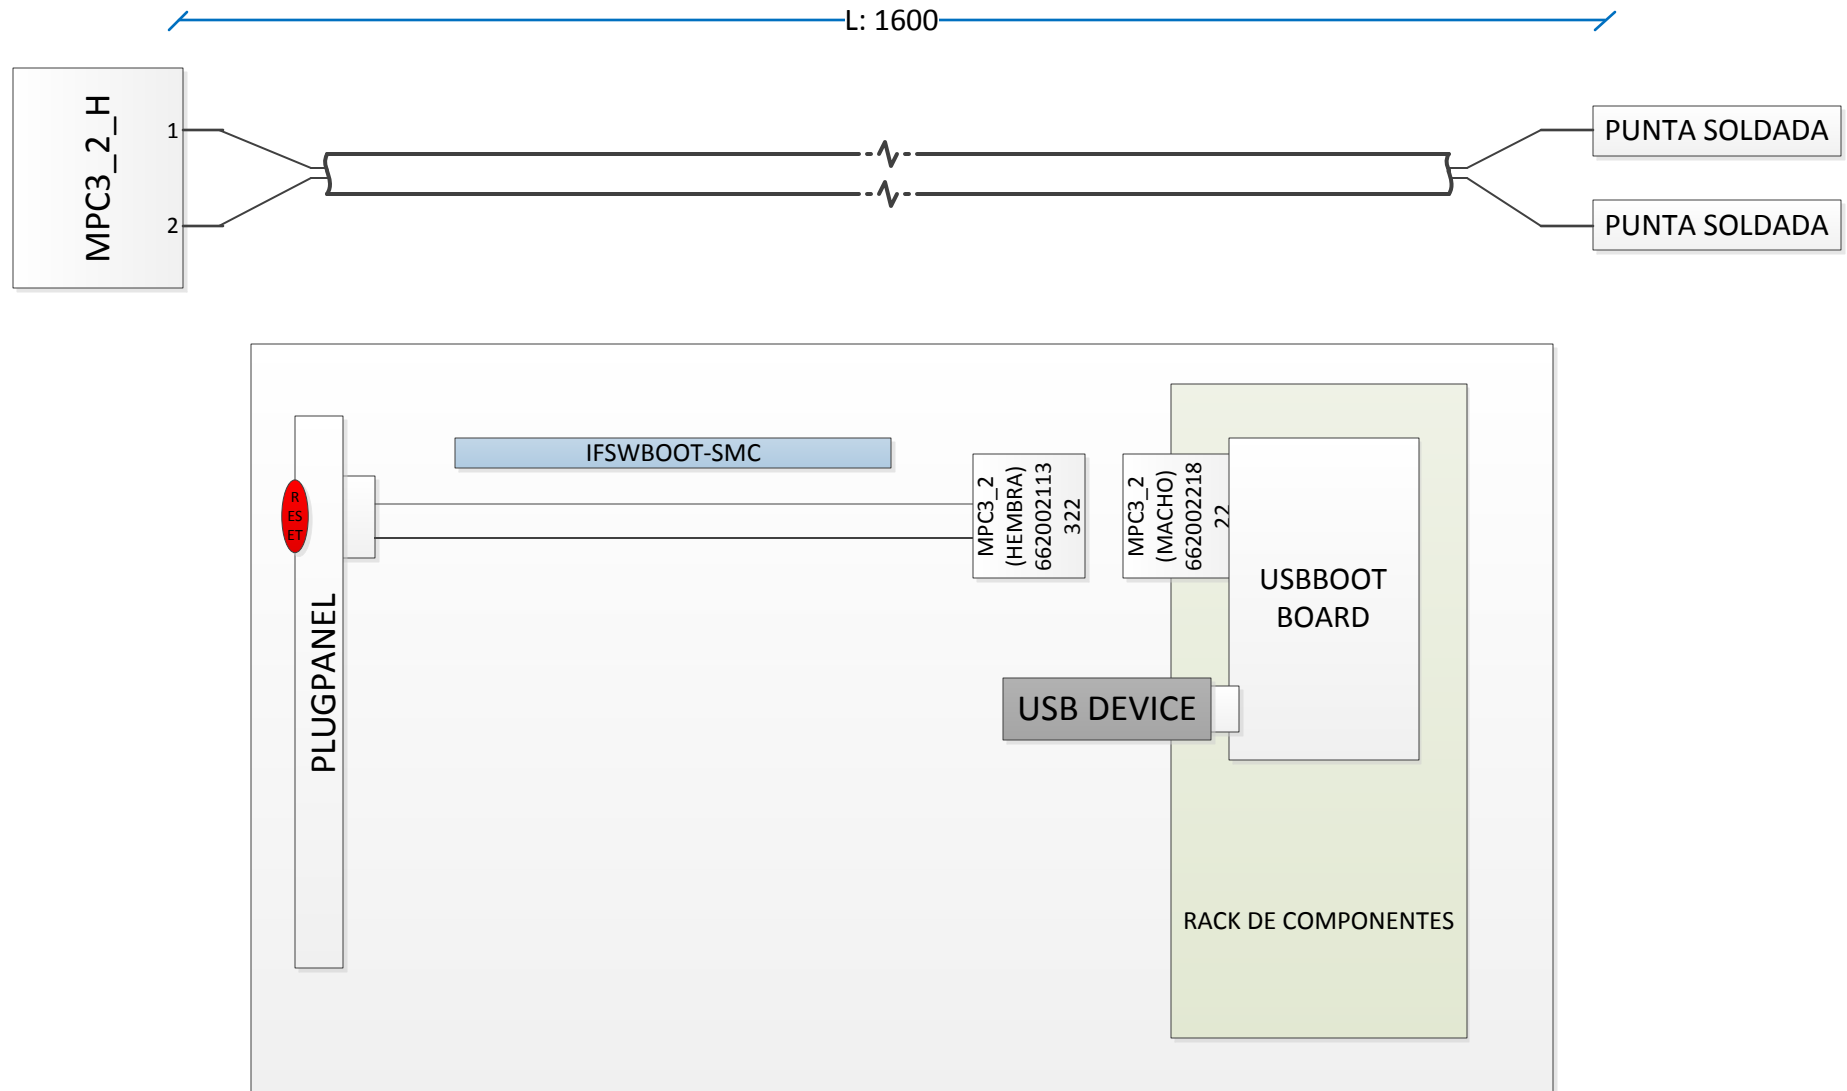 L: 1600
MPC3_2_H
1
2
PUNTA SOLDADA
PUNTA SOLDADA
IFSWBOOT-SMC
R
ES
ET
PLUGPANEL
MPC3_2
(HEMBRA)
662002113
322
MPC3_2
(MACHO)
662002218
22
USBBOOT
BOARD
USB DEVICE
RACK DE COMPONENTES